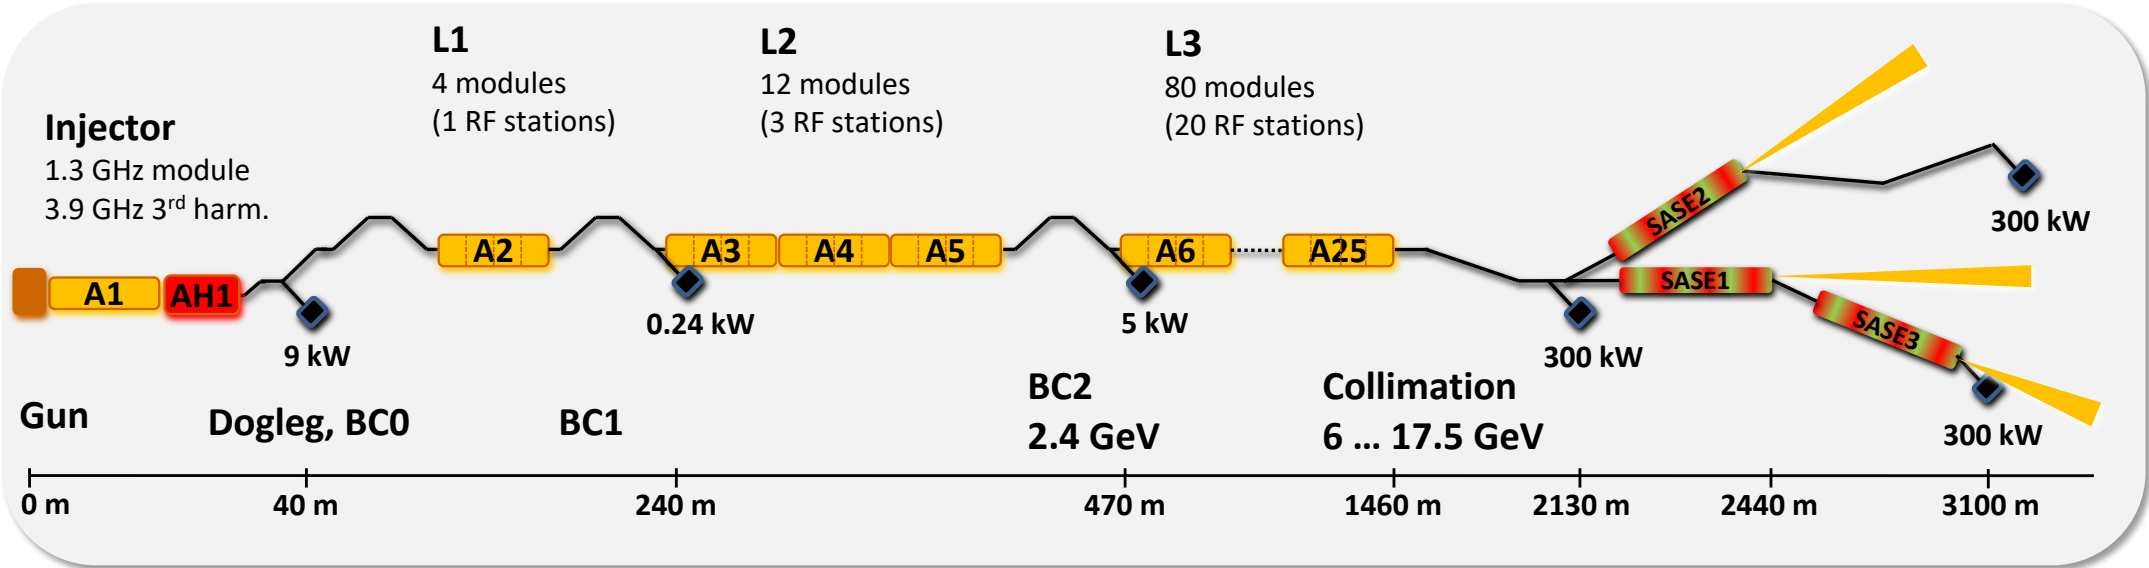 L1
4 modules
(1 RF stations)
L2
12 modules
(3 RF stations)
L3
80 modules
(20 RF stations)
Injector
1.3 GHz module
3.9 GHz 3rd harm.
A1
AH1
A2
A3
A4
A5
A6
A25
SASE2
SASE1
SASE3
9 kW
0.24 kW
5 kW
300 kW
300 kW
300 kW
Gun
Dogleg, BC0
BC1
BC2
2.4 GeV
Collimation
6 ... 17.5 GeV
0 m
40 m
240 m
470 m
1460 m
2130 m
2440 m
3100 m